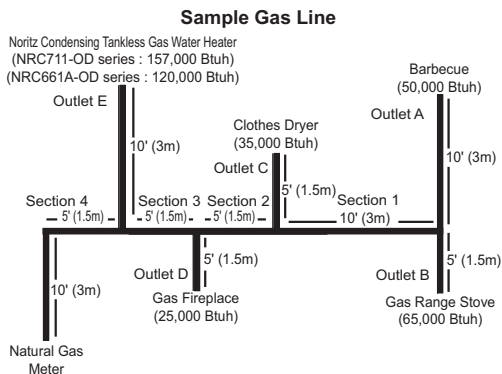 Sample Gas Line
Noritz Condensing Tankless Gas Water Heater
(NRC711-OD series : 157,000 Btuh)
(NRC661A-OD series : 120,000 Btuh)
Outlet E
10' (3m)
Barbecue
(50,000 Btuh)
Outlet A
10' (3m)
Clothes Dryer
(35,000 Btuh)
Outlet C
5' (1.5m)
Section 4
5' (1.5m)
Section 3
5' (1.5m)
Section 2
5' (1.5m)
Section 1
10' (3m)
10' (3m)
Natural Gas
Meter
Outlet D
5' (1.5m)
Gas Fireplace
(25,000 Btuh)
Outlet B
5' (1.5m)
Gas Range Stove
(65,000 Btuh)